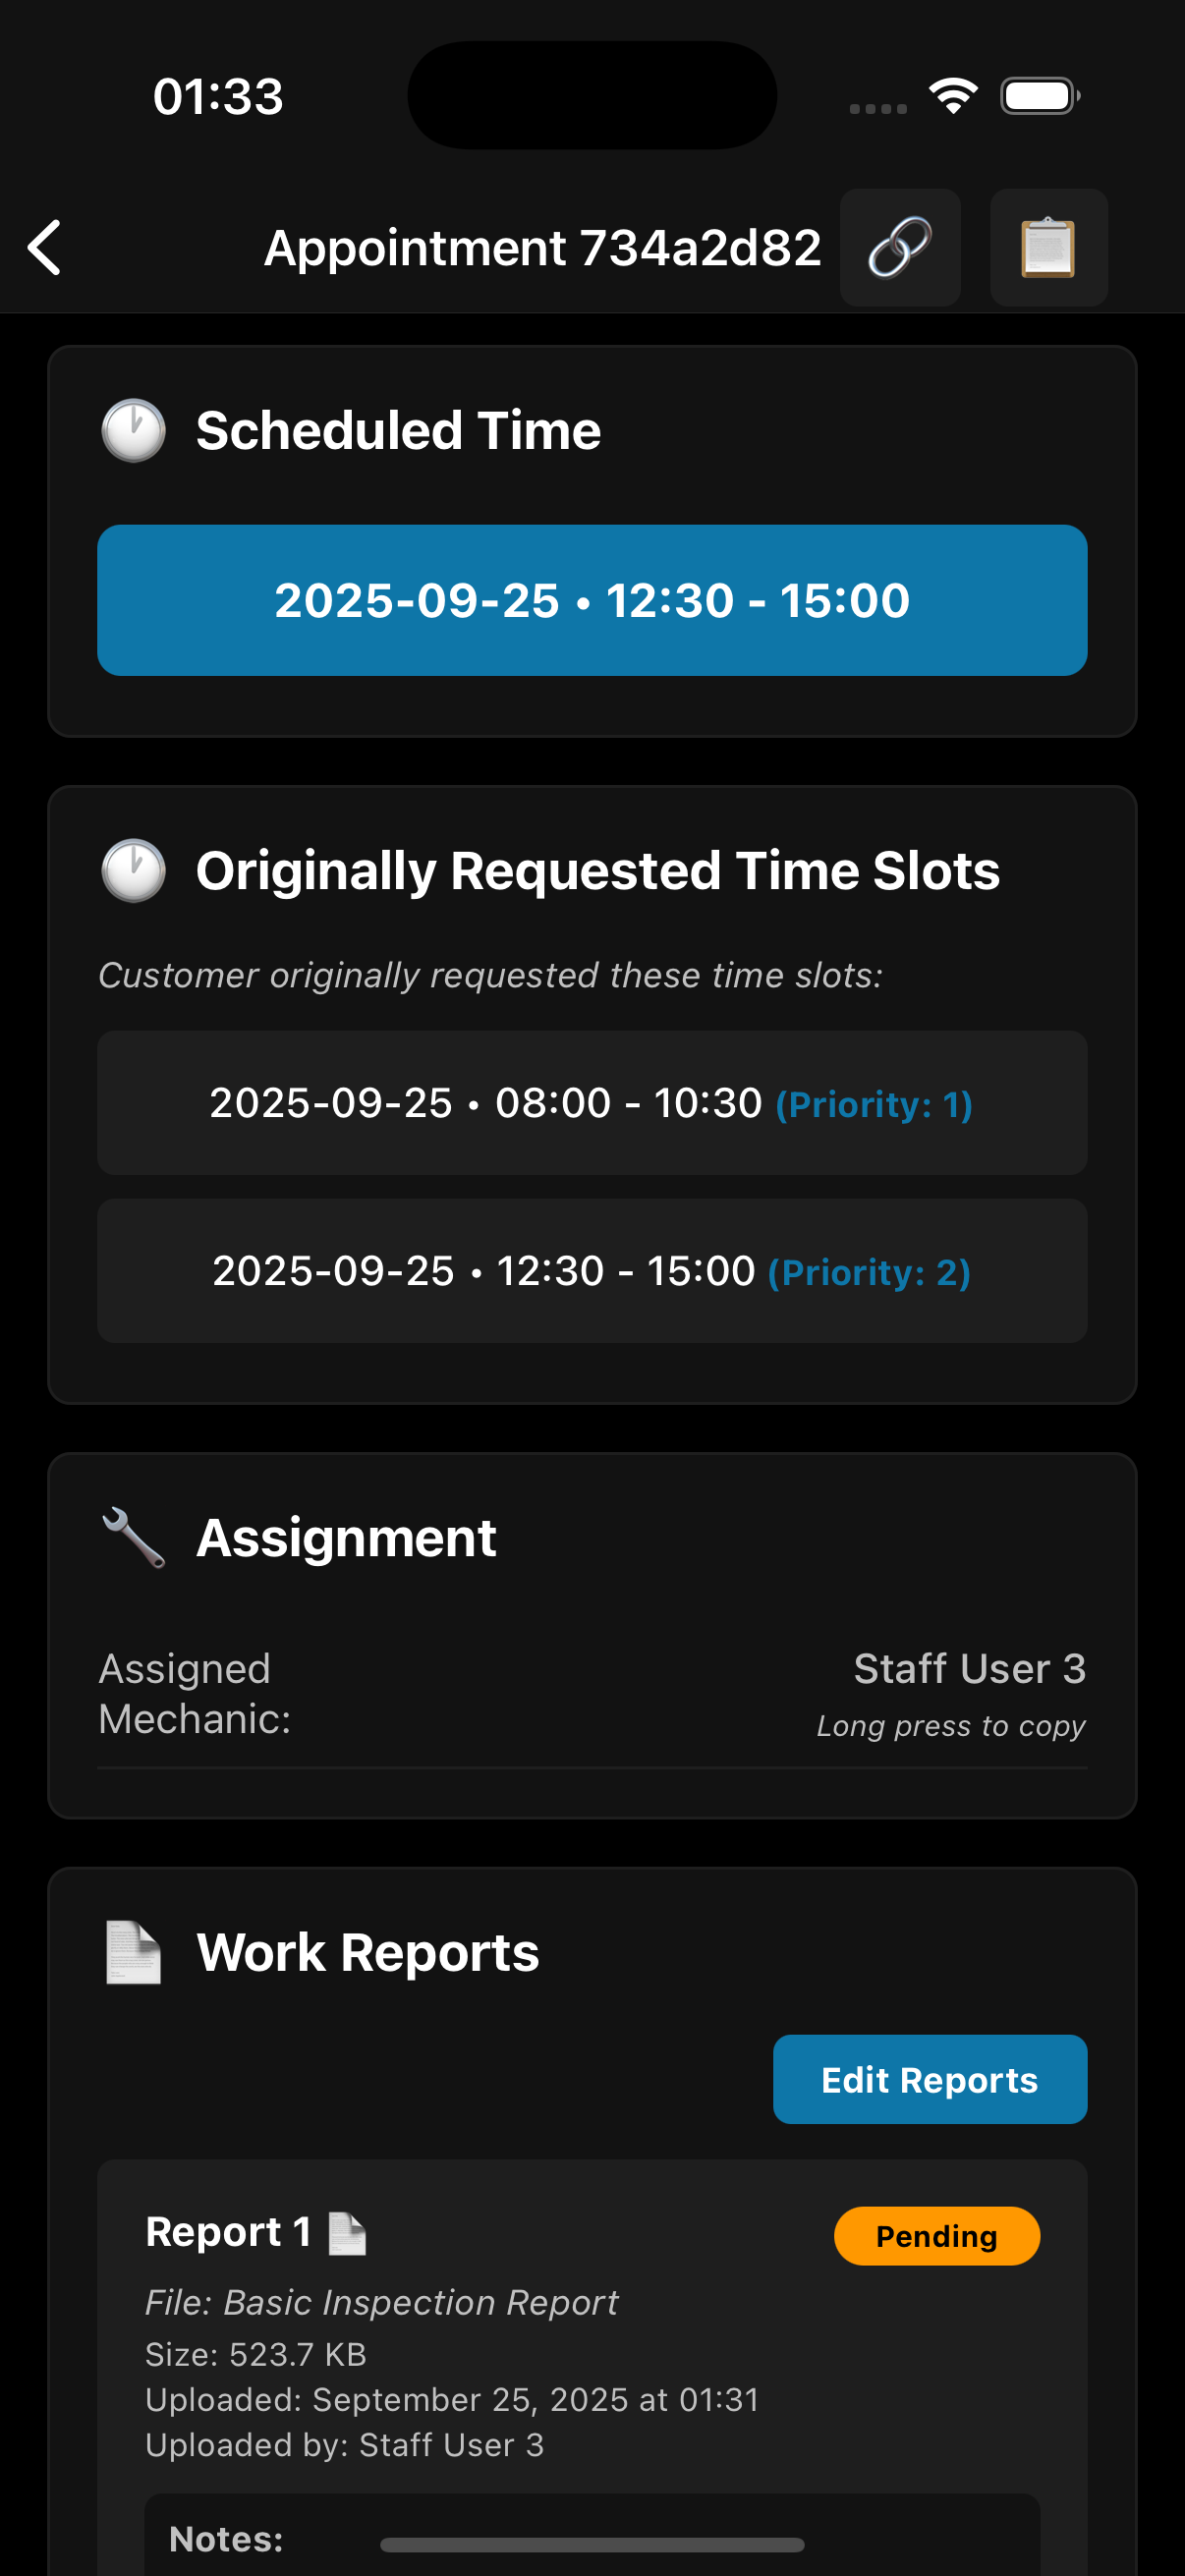 01:33
Appointment 734a2d82
Scheduled Time
2025-09-25 • 12:30 - 15:00
Originally Requested Time Slots
Customer originally requested these time slots:
2025-09-25 • 08:00 - 10:30 (Priority: 1)
2025-09-25 • 12:30 - 15:00 (Priority: 2)
Assignment
Assigned
Mechanic:
Staff User 3
Long press to copy
Work Reports
Edit Reports
Report 1
Pending
File: Basic Inspection Report
Size: 523.7 KB
Uploaded: September 25, 2025 at 01:31
Uploaded by: Staff User 3
Notes: